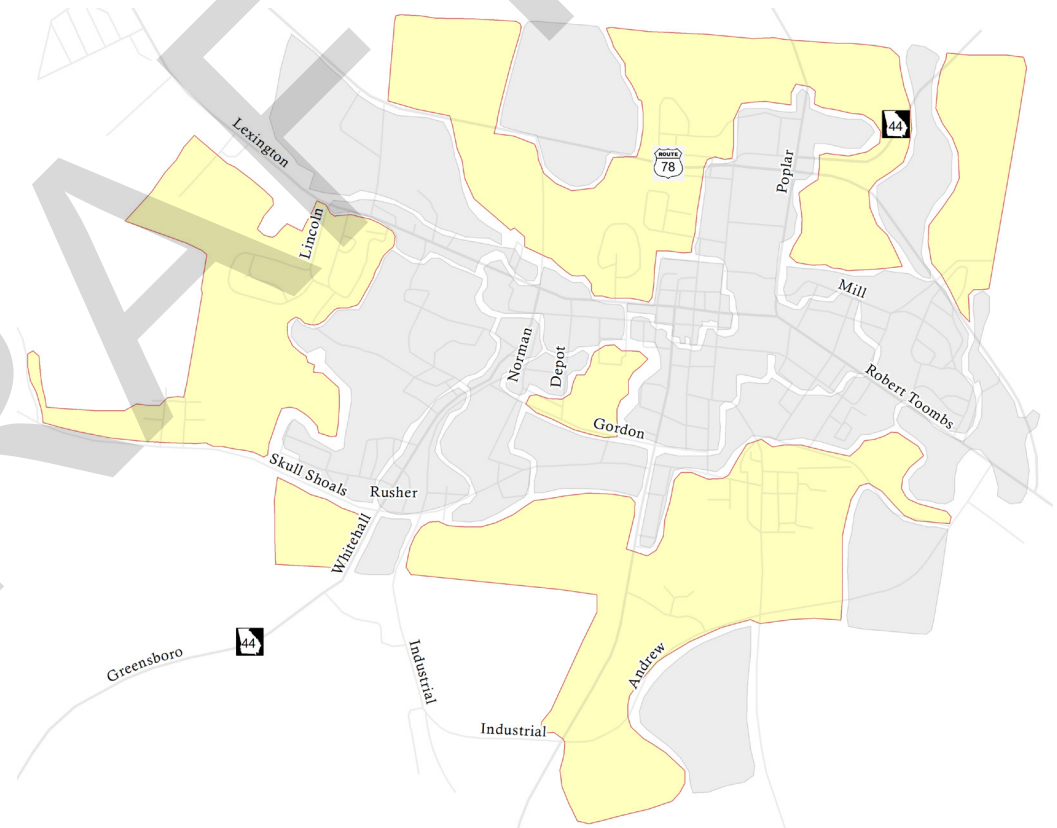 44
Lexington
ROUTE
78
Poplar
Lincoln
Mill
Norman
Depot
Robert Toombs
Gordon
Skull Shoals
Rusher
Whitehall
44
Greensboro
Industrial
Andrew
Industrial